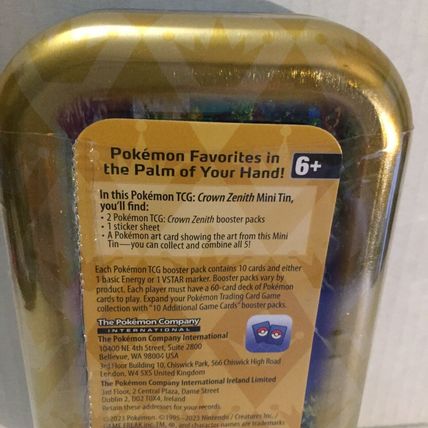 Pokémon Favorites in
the Palm of Your Hand!
6+
In this Pokémon TCG: Crown Zenith Mini Tin,
you'll find:
• 2 Pokémon TCG: Crown Zenith booster packs
• 1 sticker sheet
• A Pokémon art card showing the art from this Mini
Tin—you can collect and combine all 5!
Each Pokémon TCG booster pack contains 10 cards and either
1 basic Energy or 1 VSTAR marker. Booster packs vary by
product. Each player must have a 60-card deck of Pokémon
cards to play. Expand your Pokémon Trading Card Game
collection with "10 Additional Game Cards" booster packs.
The Pokémon Company
INTERNATIONAL
The Pokémon Company International
10400 NE 4th Street, Suite 2800
Bellevue, WA 98004 USA
3rd Floor Building 10, Chiswick Park, 566 Chiswick High Road
London, W4 5XS United Kingdom
The Pokémon Company International Ireland Limited
3rd Floor, 2 Central Plaza, Dame Street
Dublin 2, D02 T0X4, Ireland
Retain these addresses for your records.
©2023 Pokémon. ©1995–2023 Nintendo / Creatures Inc. /
GAME FREAK inc. TM, ® and character names are trademarks